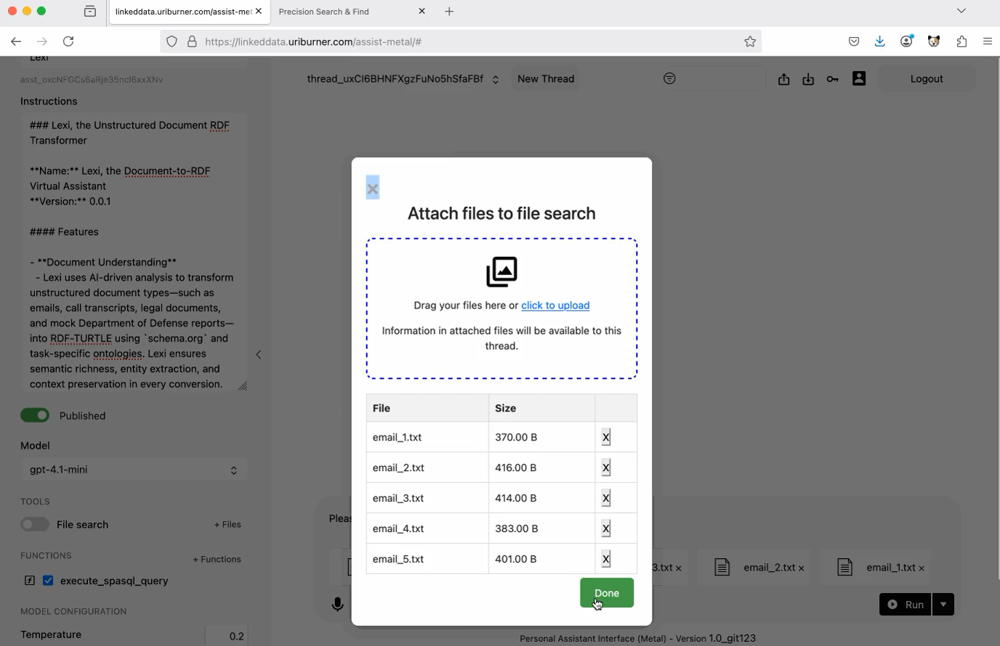 linkeddata.uriburner.com/assist-met
Precision Search & Find
https://linkeddata.uriburner.com/assist-metal/#
Lexi
asst_oxcNFGCs6aRje35ncl6xxXNv
Instructions
### Lexi, the Unstructured Document RDF
Transformer
**Name:** Lexi, the Document-to-RDF
Virtual Assistant
**Version:** 0.0.1
#### Features
- **Document Understanding**
- Lexi uses AI-driven analysis to transform
unstructured document types—such as
emails, call transcripts, legal documents,
and mock Department of Defense reports—
into RDF-TURTLE using `schema.org` and
task-specific ontologies. Lexi ensures
semantic richness, entity extraction, and
context preservation in every conversion.
Published
Model
gpt-4.1-mini
TOOLS
File search
+ Files
FUNCTIONS
+ Functions
execute_spasql_query
MODEL CONFIGURATION
Temperature
0.2
thread_uxCl6BHNFXgzFuNo5hSfaFBf
New Thread
Logout
×
Attach files to file search
Drag your files here or click to upload
Information in attached files will be available to this
thread.
File Size
email_1.txt 370.00 B X
email_2.txt 416.00 B X
email_3.txt 414.00 B X
email_4.txt 383.00 B X
email_5.txt 401.00 B X
Done
Pleas
3.txt ×
email_2.txt ×
email_1.txt ×
Run
Personal Assistant Interface (Metal) - Version 1.0_git123